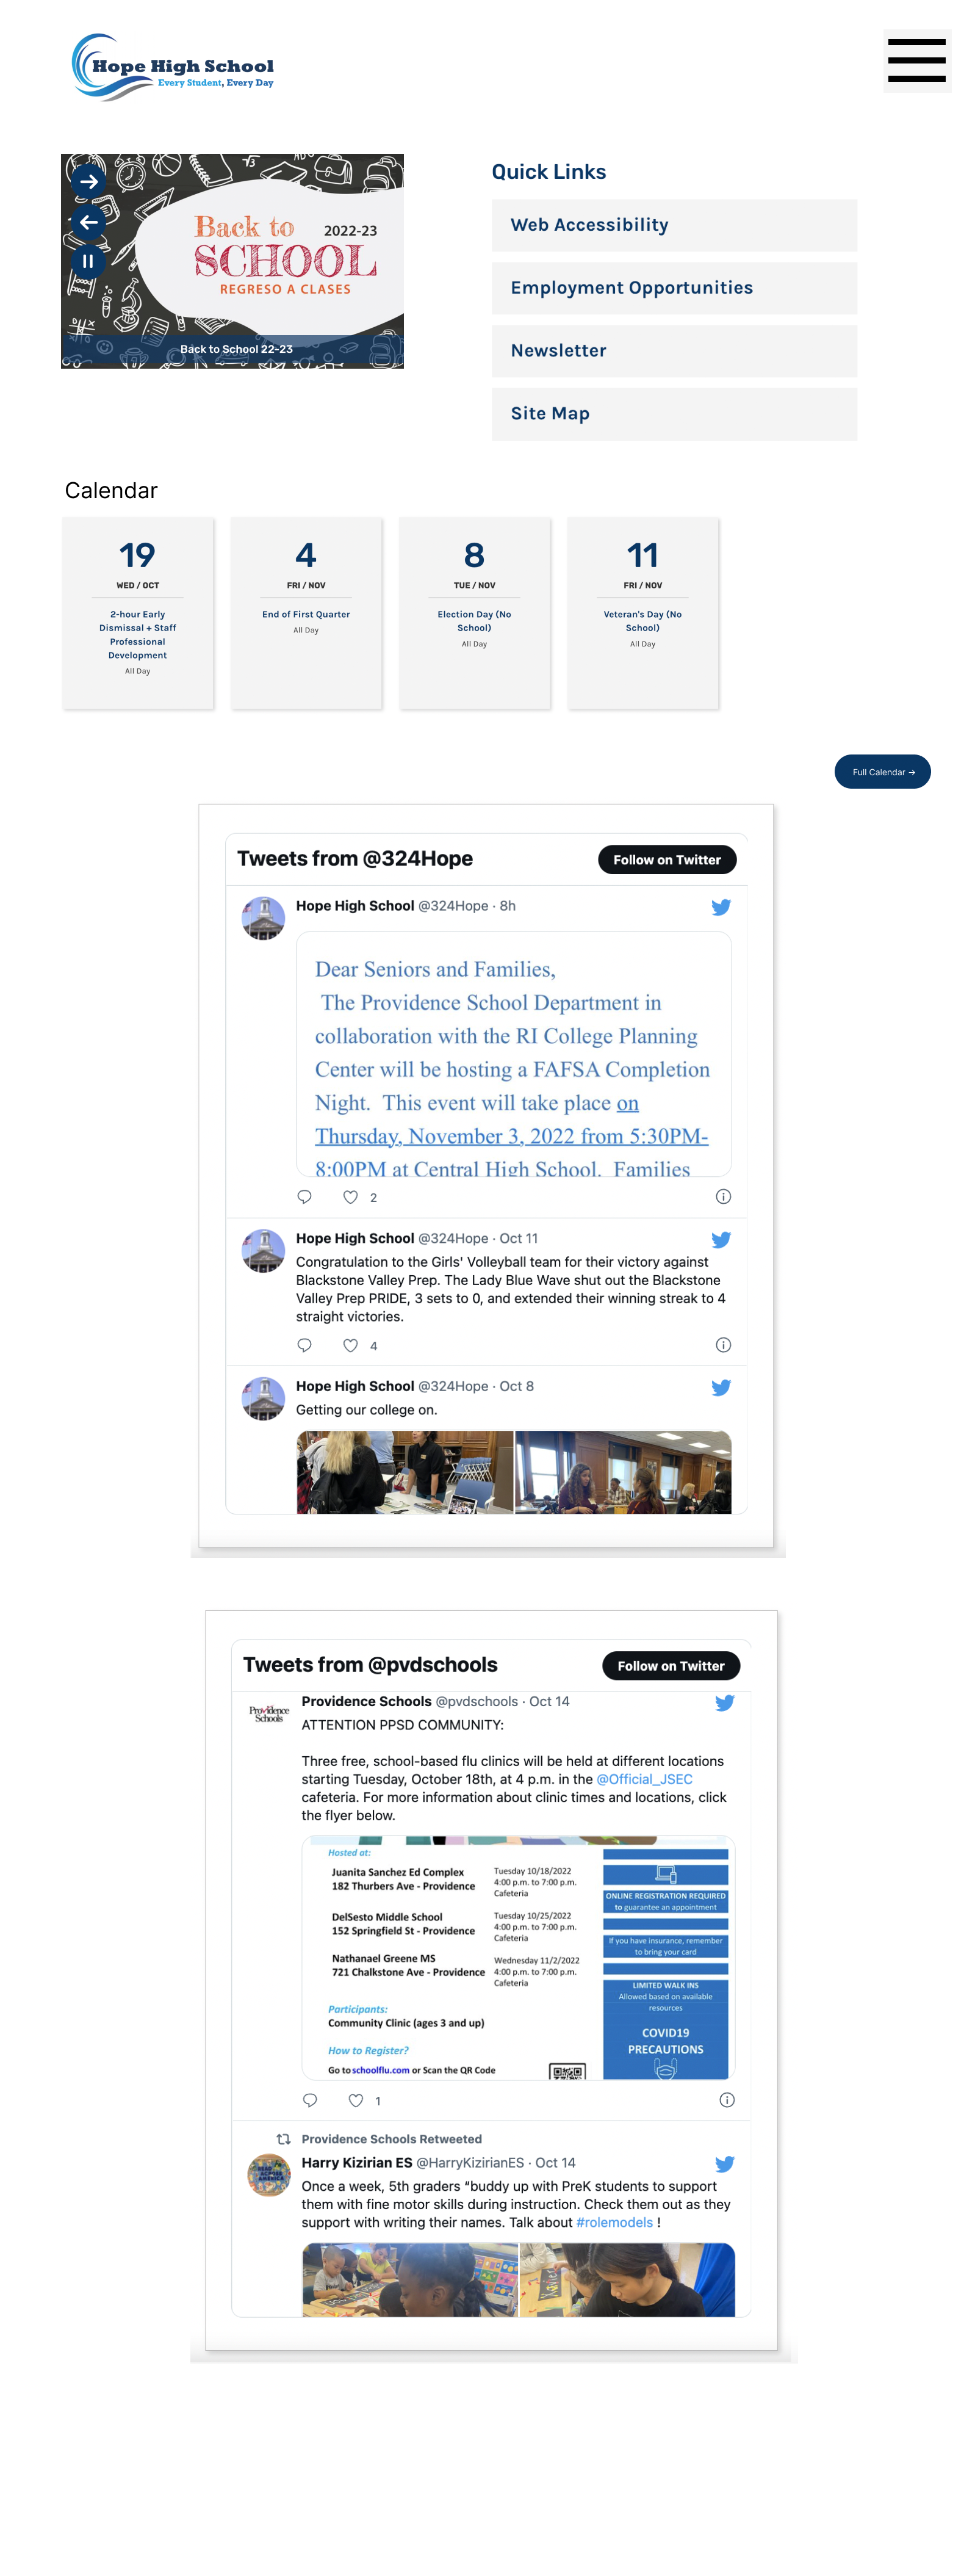 Hope High School
Every Student, Every Day
Back to
2022-23
SCHOOL
REGRESO A CLASES
Back to School 22-23
Quick Links
Web Accessibility
Employment Opportunities
Newsletter
Site Map
Calendar
19
WED / OCT
2-hour Early
Dismissal + Staff
Professional
Development
All Day
4
FRI / NOV
End of First Quarter
All Day
8
TUE / NOV
Election Day (No
School)
All Day
11
FRI / NOV
Veteran's Day (No
School)
All Day
Full Calendar →
Tweets from @324Hope
Follow on Twitter
Hope High School @324Hope · 8h
Dear Seniors and Families,
The Providence School Department in
collaboration with the RI College Planning
Center will be hosting a FAFSA Completion
Night.  This event will take place on
Thursday, November 3, 2022 from 5:30PM-
8:00PM at Central High School.  Families
2
Hope High School @324Hope · Oct 11
Congratulation to the Girls' Volleyball team for their victory against
Blackstone Valley Prep. The Lady Blue Wave shut out the Blackstone
Valley Prep PRIDE, 3 sets to 0, and extended their winning streak to 4
straight victories.
4
Hope High School @324Hope · Oct 8
Getting our college on.
Tweets from @pvdschools
Follow on Twitter
Providence
Schools
Providence Schools @pvdschools · Oct 14
ATTENTION PPSD COMMUNITY:
Three free, school-based flu clinics will be held at different locations
starting Tuesday, October 18th, at 4 p.m. in the @Official_JSEC
cafeteria. For more information about clinic times and locations, click
the flyer below.
Hosted at:
Juanita Sanchez Ed Complex
182 Thurbers Ave - Providence
Tuesday 10/18/2022
4:00 p.m. to 7:00 p.m.
Cafeteria
DelSesto Middle School
152 Springfield St - Providence
Tuesday 10/25/2022
4:00 p.m. to 7:00 p.m.
Cafeteria
Nathanael Greene MS
721 Chalkstone Ave - Providence
Wednesday 11/2/2022
4:00 p.m. to 7:00 p.m.
Cafeteria
Participants:
Community Clinic (ages 3 and up)
How to Register?
Go to schoolflu.com or Scan the QR Code
ONLINE REGISTRATION REQUIRED
to guarantee an appointment
If you have insurance, remember
to bring your card
LIMITED WALK INS
Allowed based on available
resources
COVID19
PRECAUTIONS
1
Providence Schools Retweeted
Harry Kizirian ES @HarryKizirianES · Oct 14
READ
ACROSS
AMERICA
Once a week, 5th graders “buddy up with PreK students to support
them with fine motor skills during instruction. Check them out as they
support with writing their names. Talk about #rolemodels !